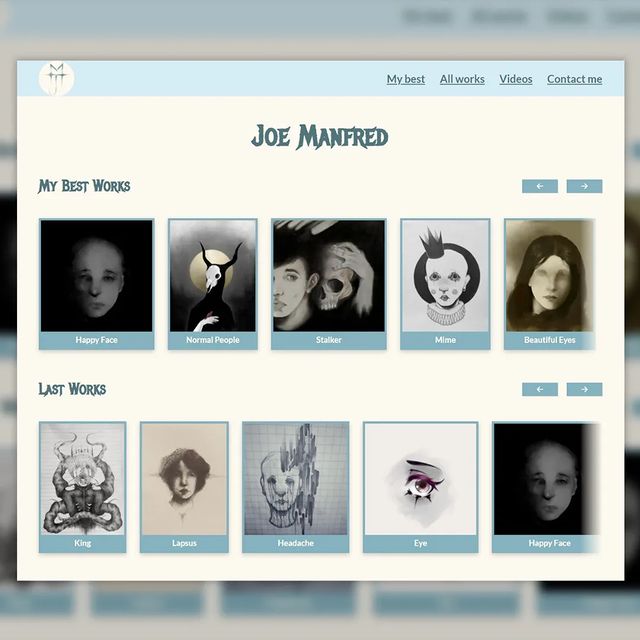 My best All works Videos Contact me
Joe Manfred
My Best Works
Happy Face Normal People Stalker Mime Beautiful Eyes
Last Works
King Lapsus Headache Eye Happy Face